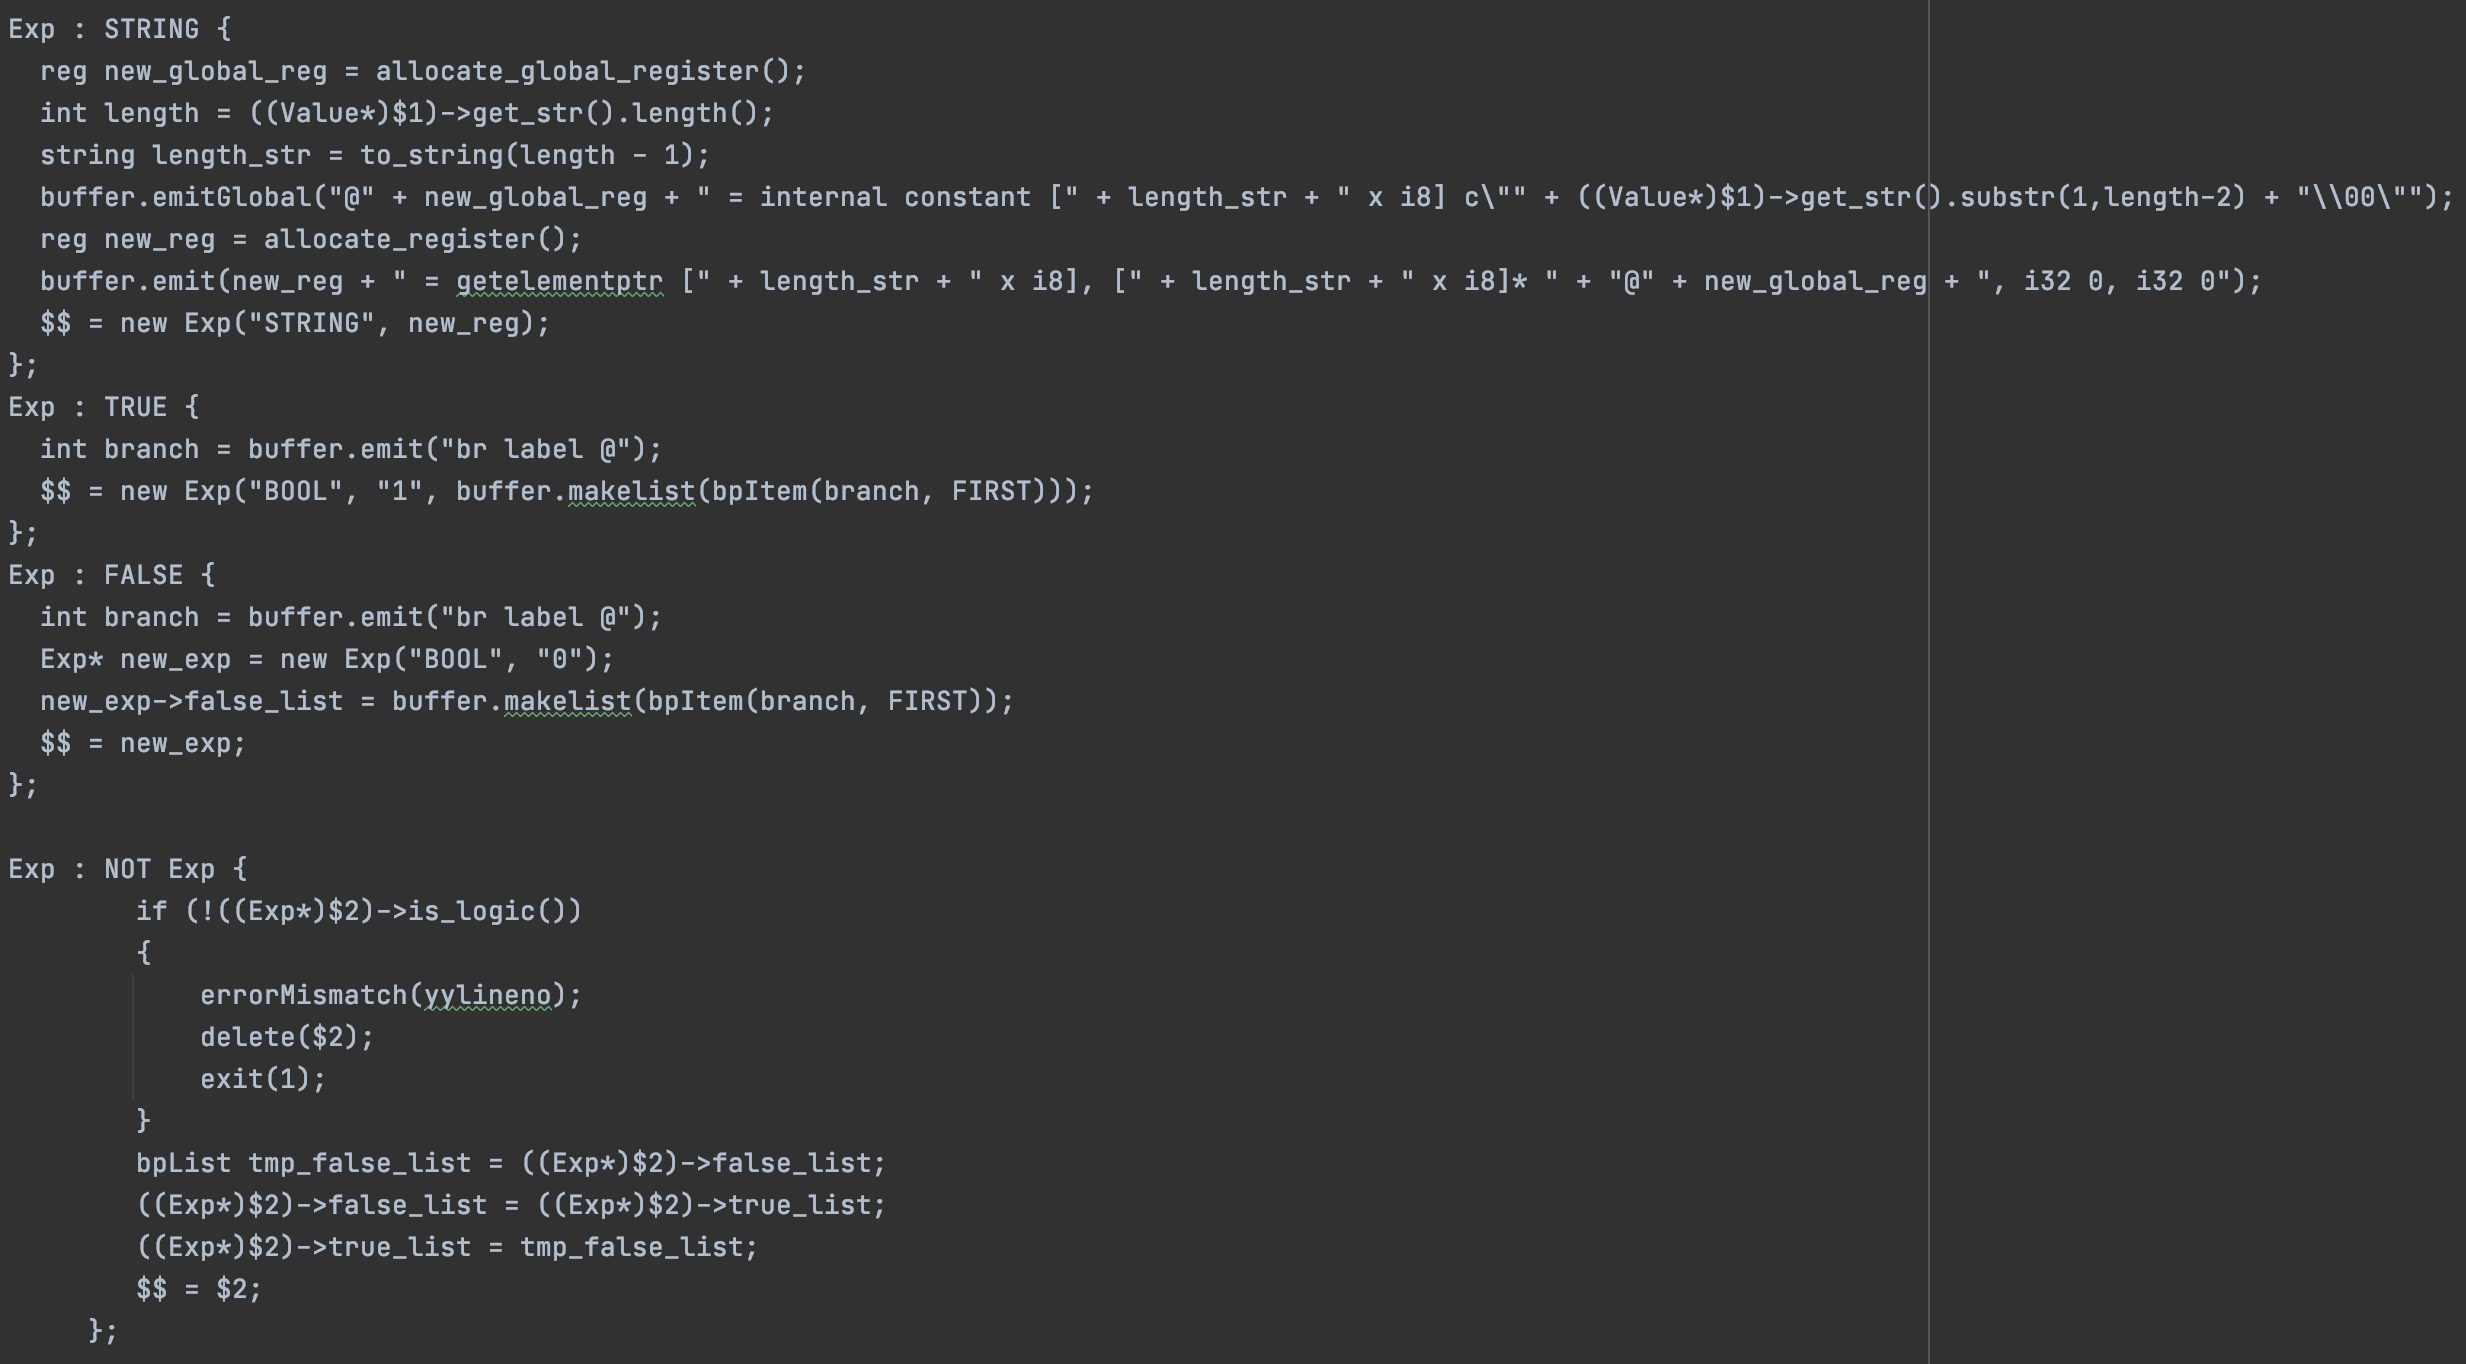 Exp : STRING {
  reg new_global_reg = allocate_global_register();
  int length = ((Value*)$1)->get_str().length();
  string length_str = to_string(length - 1);
  buffer.emitGlobal("@" + new_global_reg + " = internal constant [" + length_str + " x i8] c\"" + ((Value*)$1)->get_str().substr(1,length-2) + "\\00\"");
  reg new_reg = allocate_register();
  buffer.emit(new_reg + " = getelementptr [" + length_str + " x i8], [" + length_str + " x i8]* " + "@" + new_global_reg + ", i32 0, i32 0");
  $$ = new Exp("STRING", new_reg);
};
Exp : TRUE {
  int branch = buffer.emit("br label @");
  $$ = new Exp("BOOL", "1", buffer.makelist(bpItem(branch, FIRST)));
};
Exp : FALSE {
  int branch = buffer.emit("br label @");
  Exp* new_exp = new Exp("BOOL", "0");
  new_exp->false_list = buffer.makelist(bpItem(branch, FIRST));
  $$ = new_exp;
};

Exp : NOT Exp {
        if (!((Exp*)$2)->is_logic())
        {
            errorMismatch(yylineno);
            delete($2);
            exit(1);
        }
        bpList tmp_false_list = ((Exp*)$2)->false_list;
        ((Exp*)$2)->false_list = ((Exp*)$2)->true_list;
        ((Exp*)$2)->true_list = tmp_false_list;
        $$ = $2;
     };